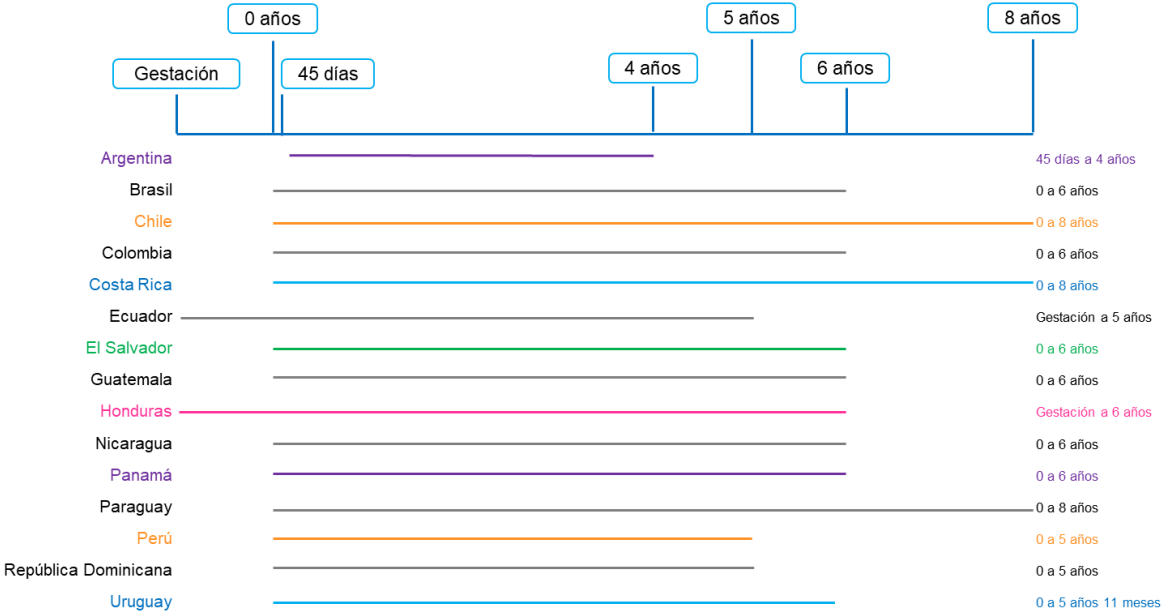 0 años
5 años
8 años
Gestación
45 días
4 años
6 años
Argentina 45 días a 4 años
Brasil 0 a 6 años
Chile 0 a 8 años
Colombia 0 a 6 años
Costa Rica 0 a 8 años
Ecuador Gestación a 5 años
El Salvador 0 a 6 años
Guatemala 0 a 6 años
Honduras Gestación a 6 años
Nicaragua 0 a 6 años
Panamá 0 a 6 años
Paraguay 0 a 8 años
Perú 0 a 5 años
República Dominicana 0 a 5 años
Uruguay 0 a 5 años 11 meses